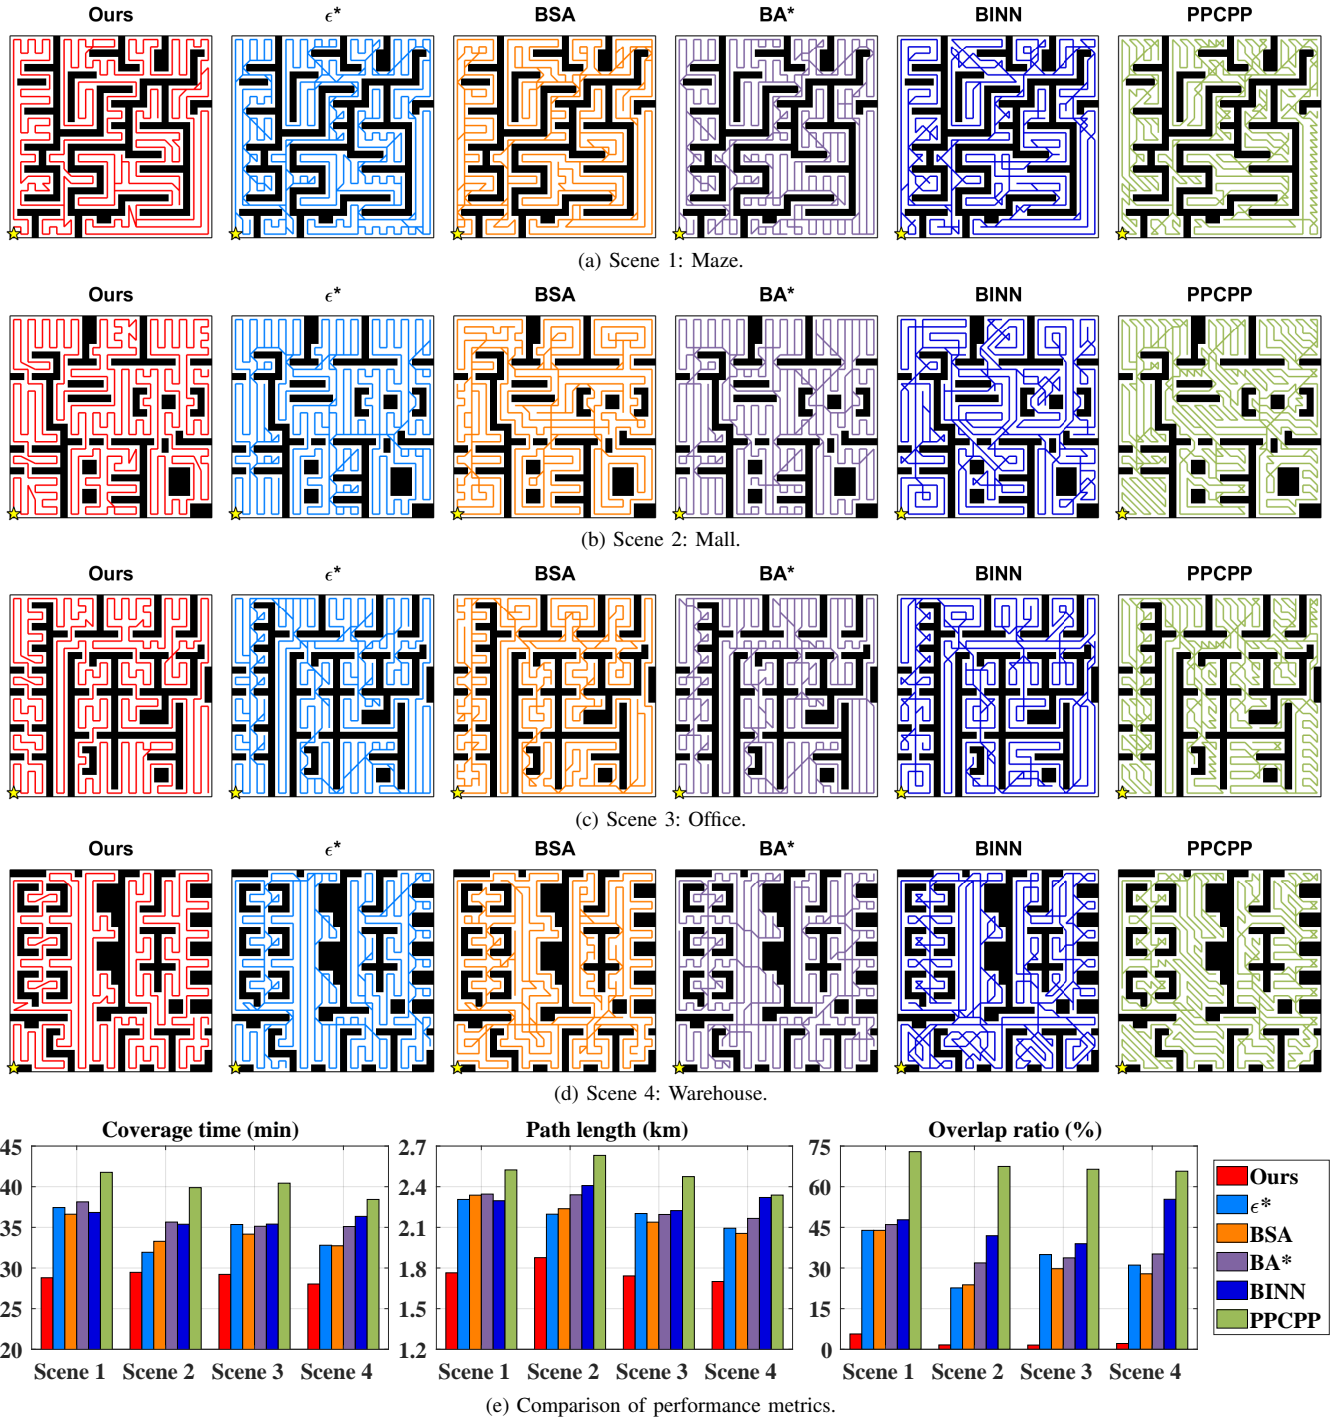 Ours ϵ* BSA BA* BINN PPCPP
(a) Scene 1: Maze.
Ours ϵ* BSA BA* BINN PPCPP
(b) Scene 2: Mall.
Ours ϵ* BSA BA* BINN PPCPP
(c) Scene 3: Office.
Ours ϵ* BSA BA* BINN PPCPP
(d) Scene 4: Warehouse.
Coverage time (min)
45
40
35
30
25
20
Scene 1 Scene 2 Scene 3 Scene 4
Path length (km)
2.7
2.4
2.1
1.8
1.5
1.2
Scene 1 Scene 2 Scene 3 Scene 4
Overlap ratio (%)
75
60
45
30
15
0
Scene 1 Scene 2 Scene 3 Scene 4
Ours
ϵ*
BSA
BA*
BINN
PPCPP
(e) Comparison of performance metrics.